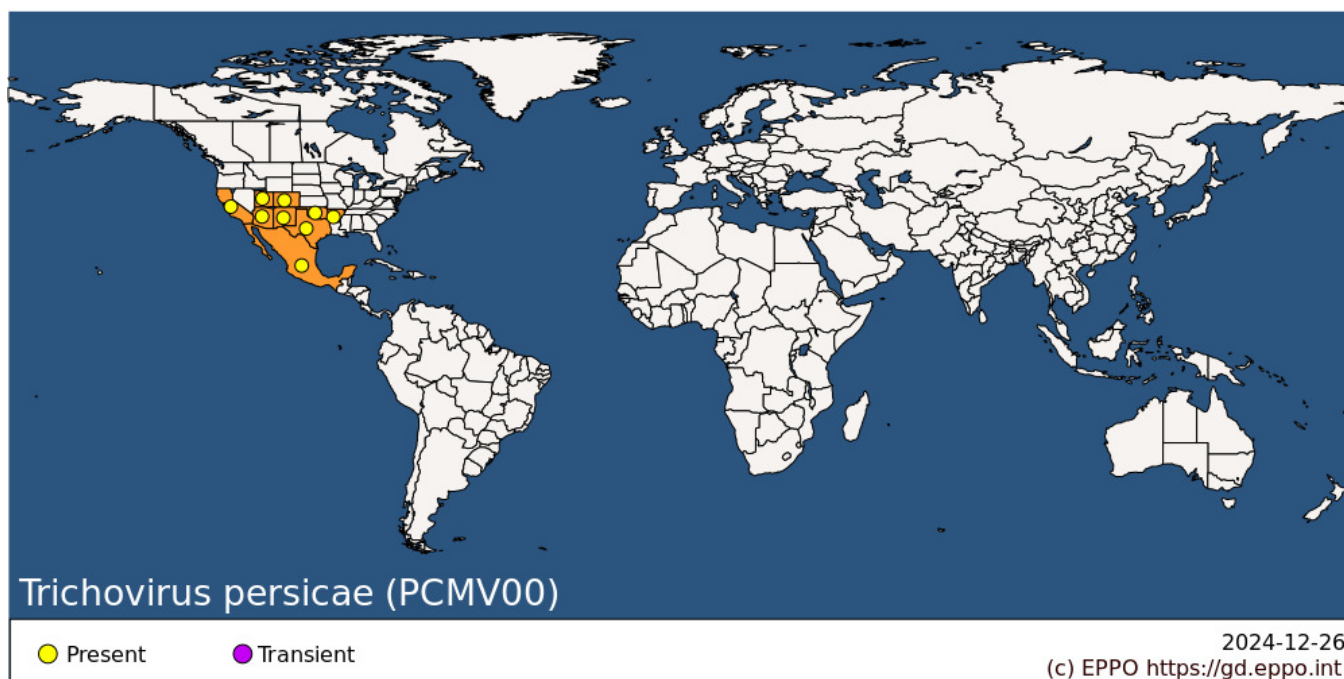 Trichovirus persicae (PCMV00)
Present
Transient
2024-12-26
(c) EPPO https://gd.eppo.int